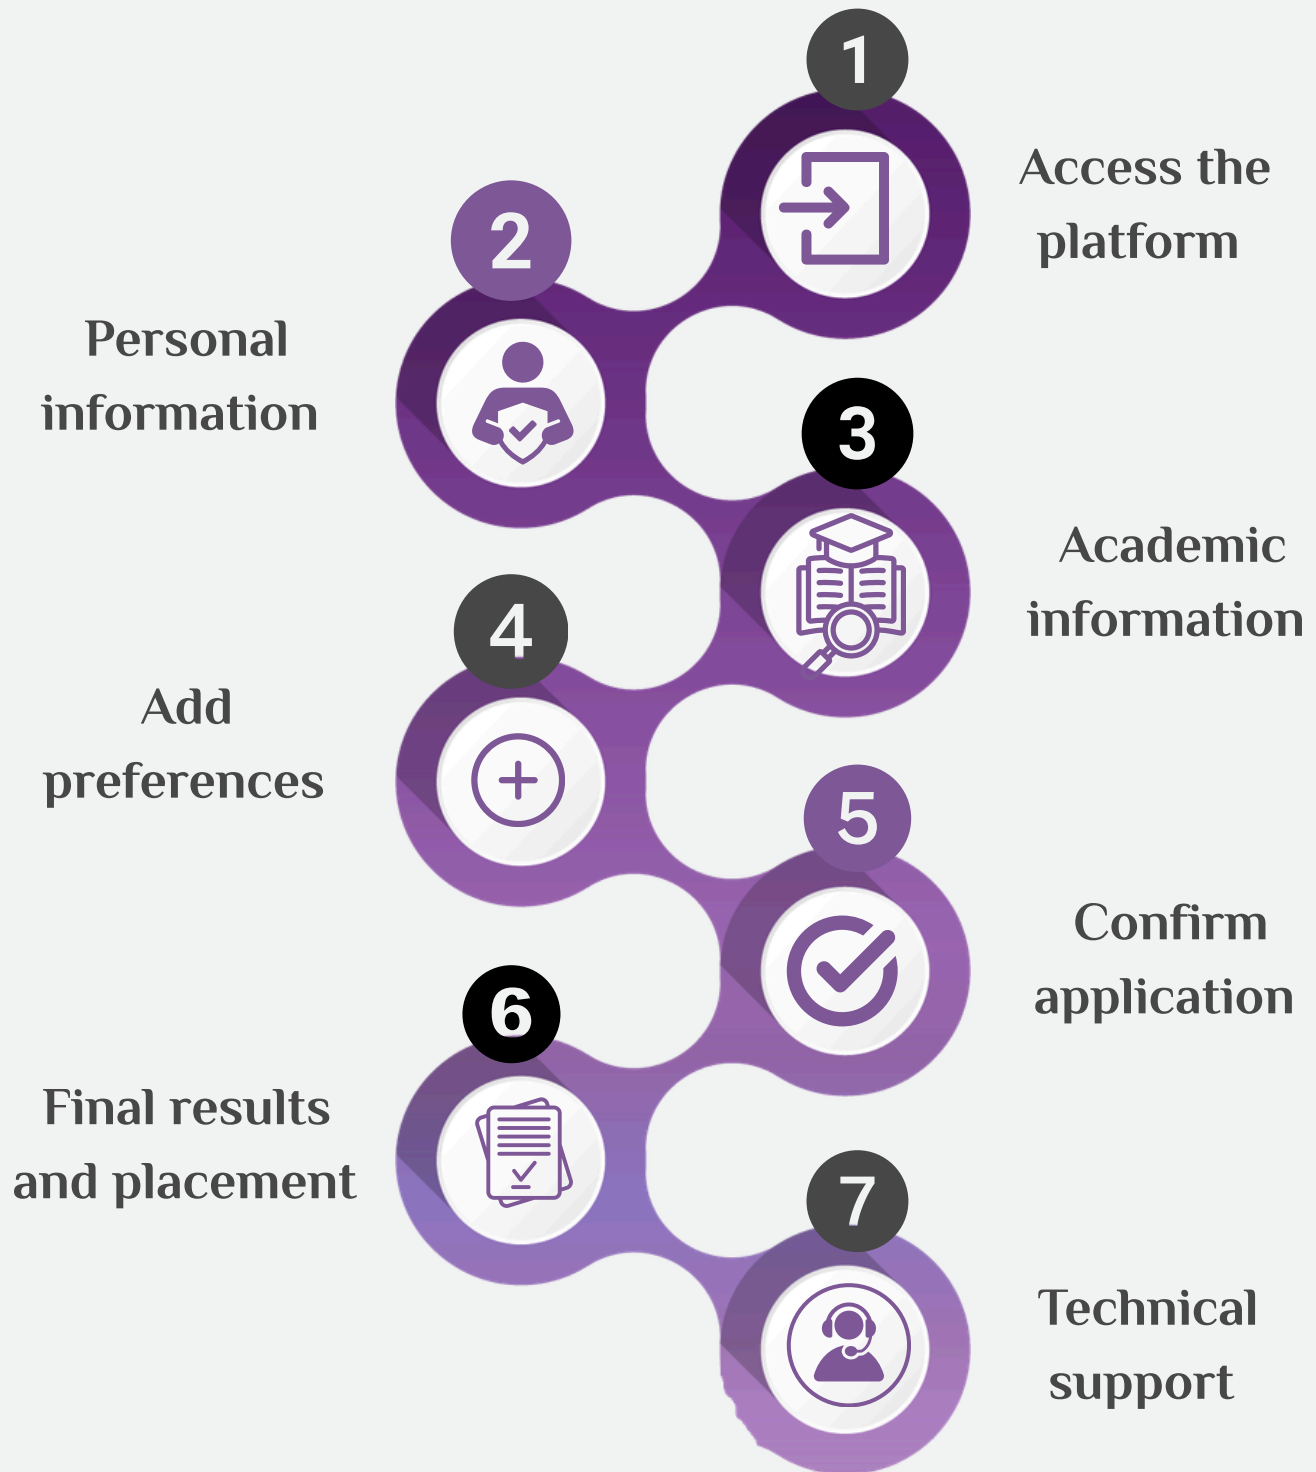 1
Access the
platform
2
Personal
information
3
Academic
information
4
Add
preferences
5
Confirm
application
6
Final results
and placement
7
Technical
support